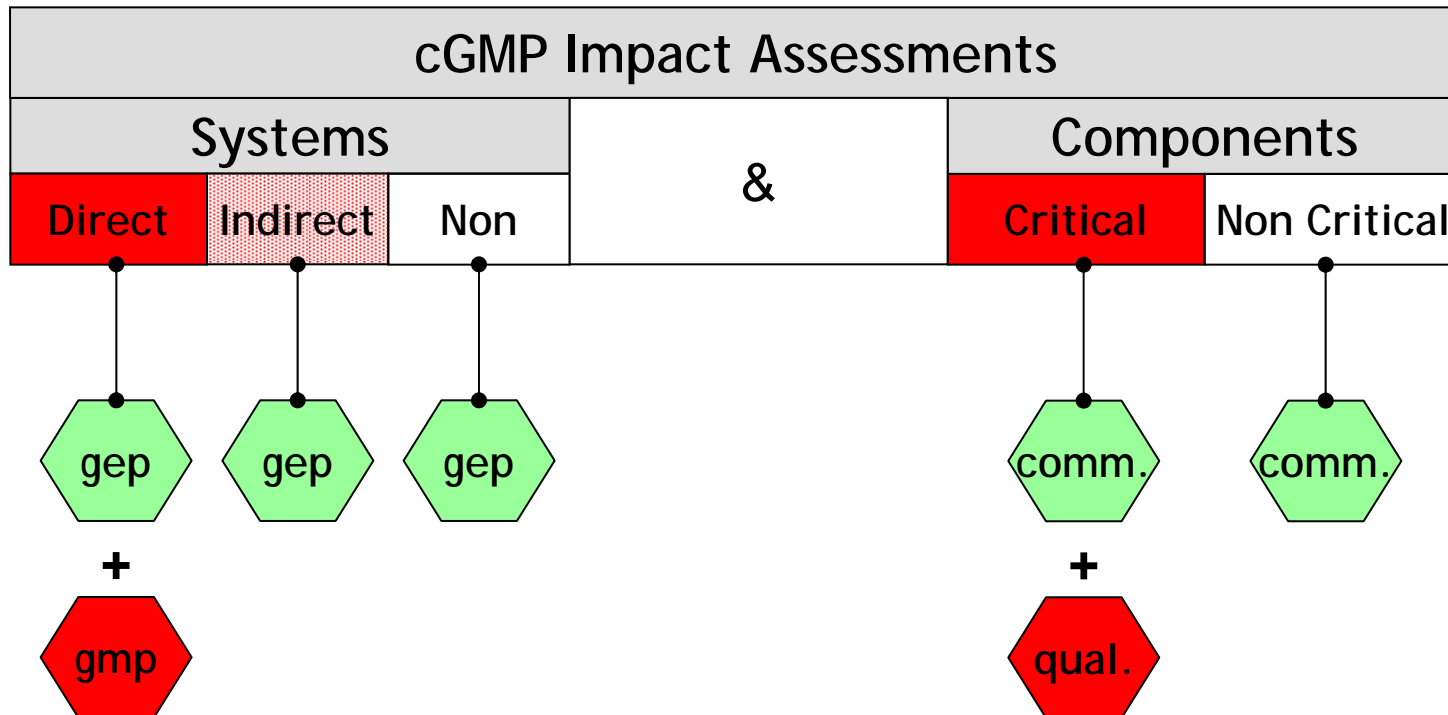 cGMP Impact Assessments
Systems & Components
Direct Indirect Non Critical Non Critical
gep gep gep comm. comm.
+ +
gmp qual.